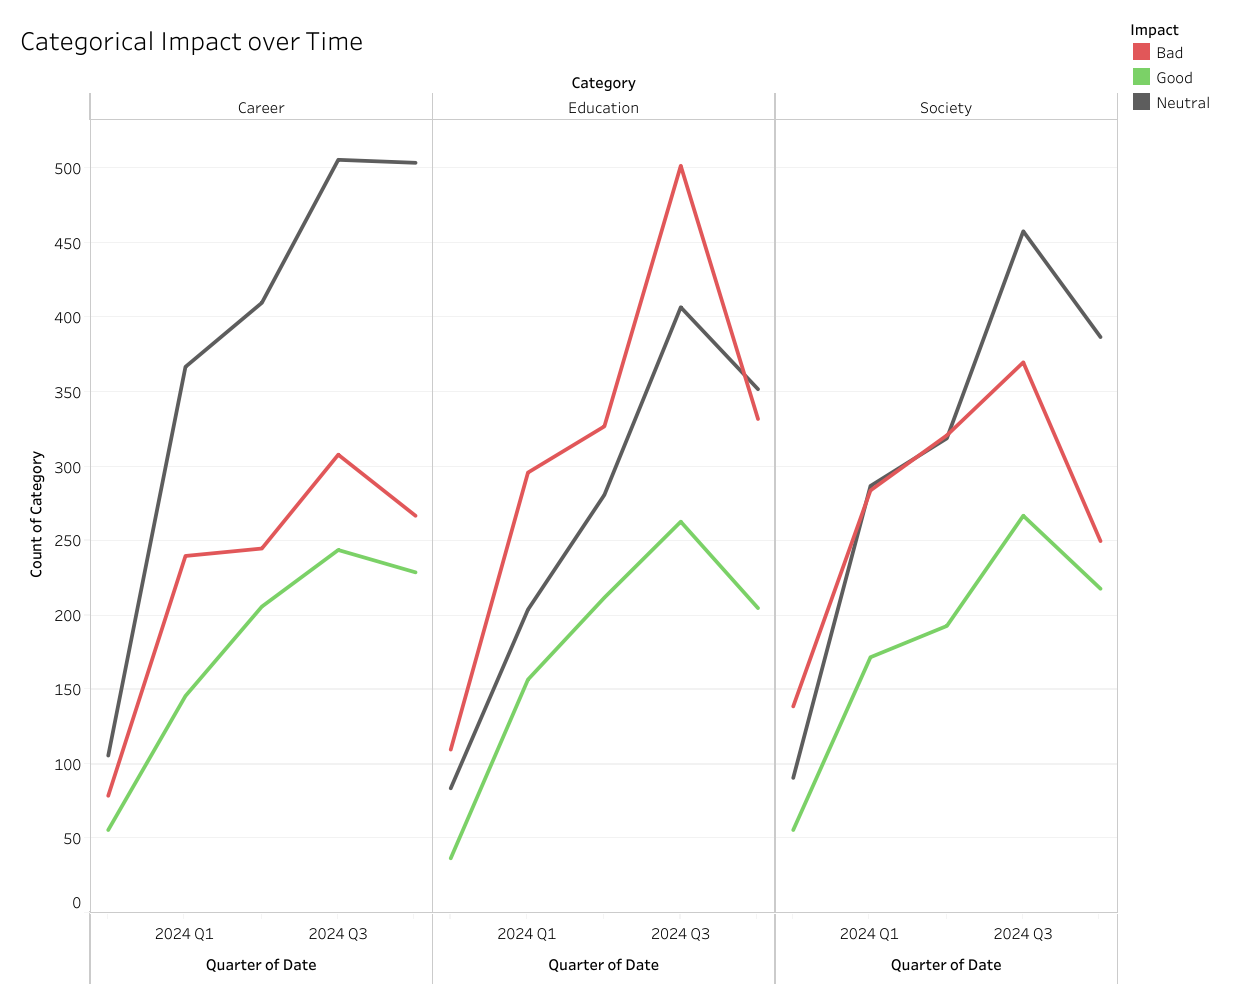 Categorical Impact over Time
Impact
Bad
Good
Neutral
Category
Career Education Society
500
450
400
350
300
250
200
150
100
50
0
Count of Category
2024 Q1 2024 Q3 2024 Q1 2024 Q3 2024 Q1 2024 Q3
Quarter of Date Quarter of Date Quarter of Date